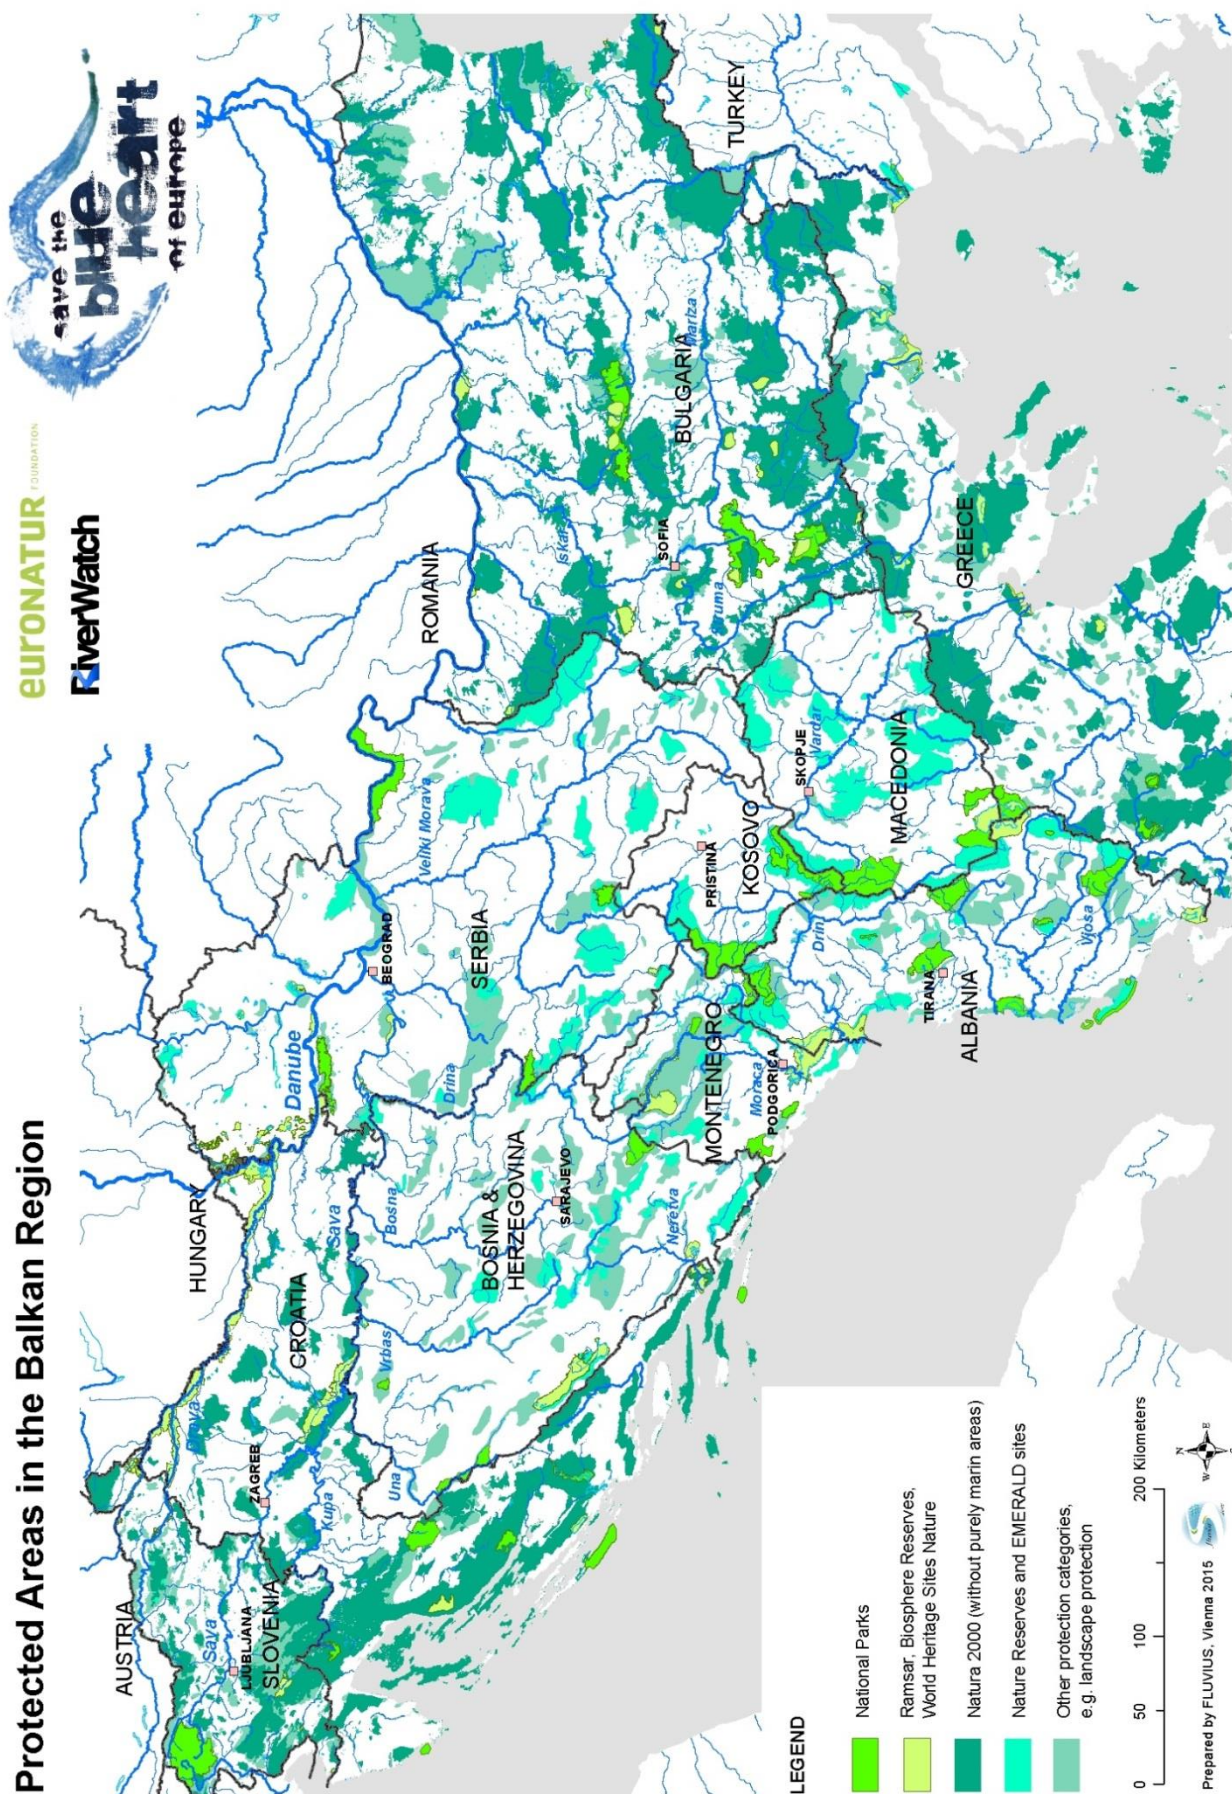 Protected Areas in the Balkan Region
euroNATUR
FOUNDATION
RiverWatch
save the
blue
heart
of europe
AUSTRIA
HUNGARY
ROMANIA
Sava
LJUBLJANA
SLOVENIA
ZAGREB
Kupa
CROATIA
Danube
Sava
Una
Vrbas
Bosna
Drina
BEOGRAD
Veliki Morava
SERBIA
BOSNIA &
HERZEGOVINA
SARAJEVO
Neretva
MONTENEGRO
Moraca
PODGORICA
PRISTINA
KOSOVO
Drin
SKOPJE
Vardar
MACEDONIA
TIRANA
ALBANIA
Vjosa
Iskar
SOFIA
Struma
BULGARIA
Mariza
TURKEY
GREECE
LEGEND
National Parks
Ramsar, Biosphere Reserves,
World Heritage Sites Nature
Natura 2000 (without purely marin areas)
Nature Reserves and EMERALD sites
Other protection categories,
e.g. landscape protection
0 50 100 200 Kilometers
Prepared by FLUVIUS, Vienna 2015
N
W E
S